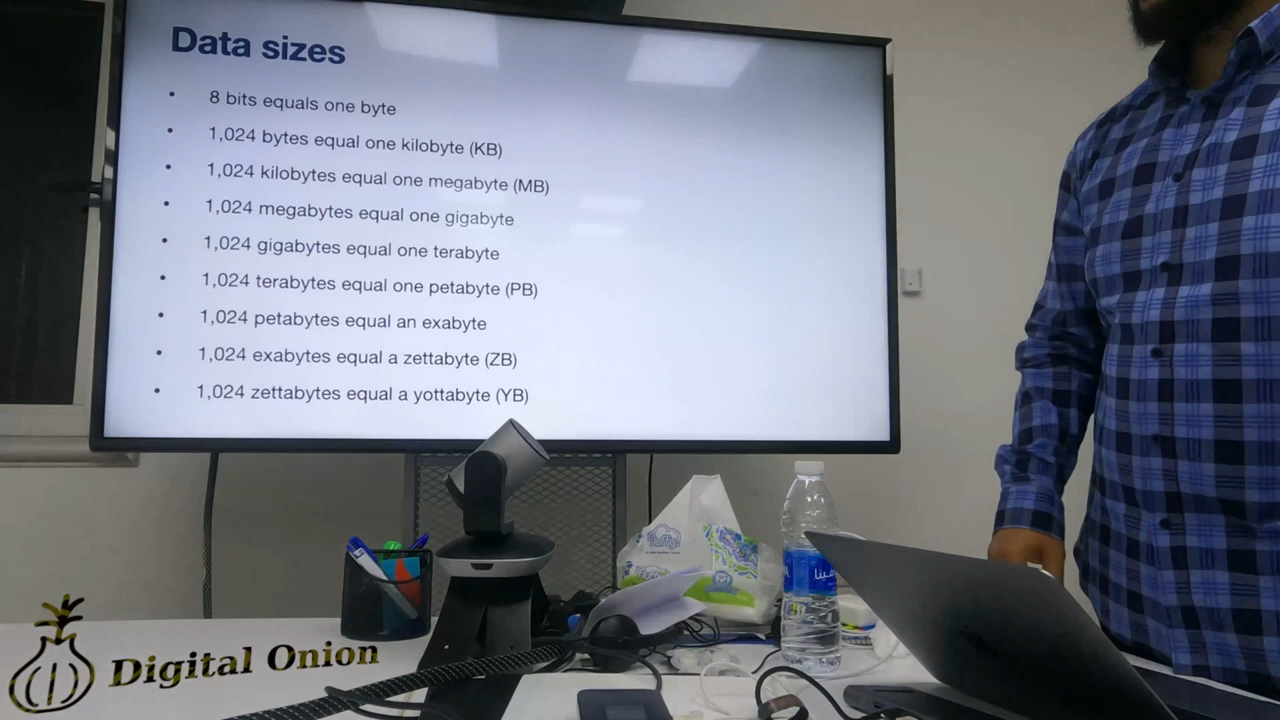 Data sizes
• 8 bits equals one byte
• 1,024 bytes equal one kilobyte (KB)
• 1,024 kilobytes equal one megabyte (MB)
• 1,024 megabytes equal one gigabyte
• 1,024 gigabytes equal one terabyte
• 1,024 terabytes equal one petabyte (PB)
• 1,024 petabytes equal an exabyte
• 1,024 exabytes equal a zettabyte (ZB)
• 1,024 zettabytes equal a yottabyte (YB)
fluffy
Digital Onion